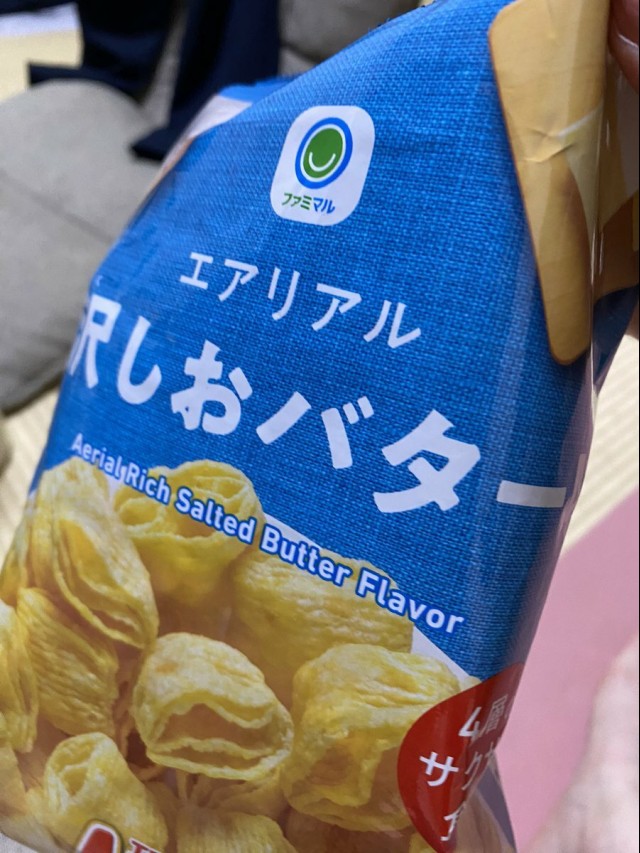 ファミマル
エアリアル
沢しおバター
Aerial Rich Salted Butter Flavor
4層
サク